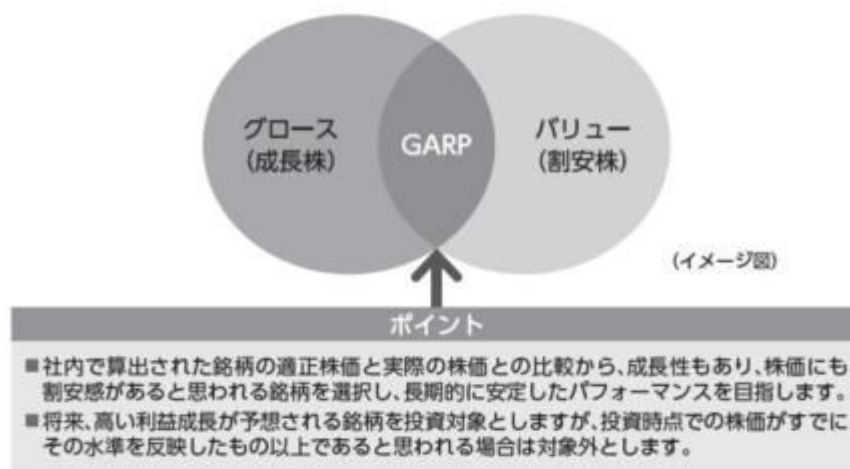 グロース
(成長株)
GARP
バリュー
(割安株)
(イメージ図)
ポイント
■社内で算出された銘柄の適正株価と実際の株価との比較から、成長性もあり、株価にも
割安感があると思われる銘柄を選択し、長期的に安定したパフォーマンスを目指します。
■将来、高い利益成長が予想される銘柄を投資対象としますが、投資時点での株価がすでに
その水準を反映したもの以上であると思われる場合は対象外とします。